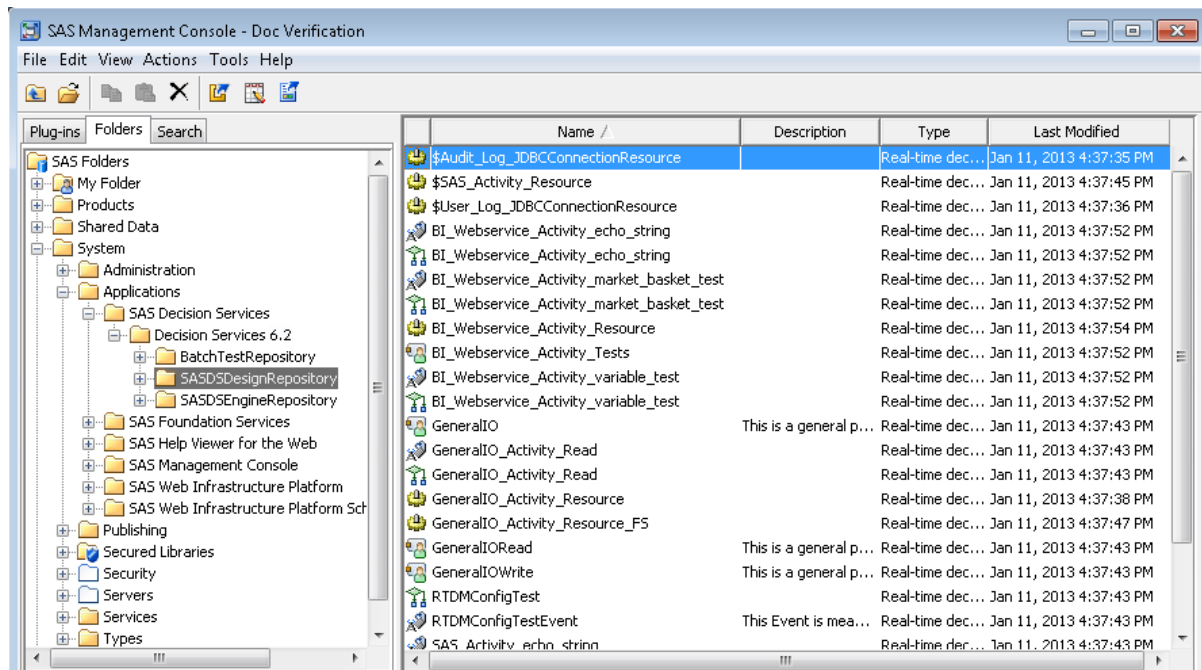 SAS Management Console - Doc Verification
File Edit View Actions Tools Help
Plug-ins Folders Search
SAS Folders
My Folder
Products
Shared Data
System
Administration
Applications
SAS Decision Services
Decision Services 6.2
BatchTestRepository
SASDSDesignRepository
SASDSEngineRepository
SAS Foundation Services
SAS Help Viewer for the Web
SAS Management Console
SAS Web Infrastructure Platform
SAS Web Infrastructure Platform Sch
Publishing
Secured Libraries
Security
Servers
Services
Types
Name Description Type Last Modified
$Audit_Log_JDBCConnectionResource Real-time dec... Jan 11, 2013 4:37:35 PM
$SAS_Activity_Resource Real-time dec... Jan 11, 2013 4:37:45 PM
$User_Log_JDBCConnectionResource Real-time dec... Jan 11, 2013 4:37:36 PM
BI_Webservice_Activity_echo_string Real-time dec... Jan 11, 2013 4:37:52 PM
BI_Webservice_Activity_echo_string Real-time dec... Jan 11, 2013 4:37:52 PM
BI_Webservice_Activity_market_basket_test Real-time dec... Jan 11, 2013 4:37:52 PM
BI_Webservice_Activity_market_basket_test Real-time dec... Jan 11, 2013 4:37:52 PM
BI_Webservice_Activity_Resource Real-time dec... Jan 11, 2013 4:37:54 PM
BI_Webservice_Activity_Tests Real-time dec... Jan 11, 2013 4:37:52 PM
BI_Webservice_Activity_variable_test Real-time dec... Jan 11, 2013 4:37:52 PM
BI_Webservice_Activity_variable_test Real-time dec... Jan 11, 2013 4:37:52 PM
GeneralIO This is a general p... Real-time dec... Jan 11, 2013 4:37:43 PM
GeneralIO_Activity_Read Real-time dec... Jan 11, 2013 4:37:43 PM
GeneralIO_Activity_Read Real-time dec... Jan 11, 2013 4:37:43 PM
GeneralIO_Activity_Resource Real-time dec... Jan 11, 2013 4:37:38 PM
GeneralIO_Activity_Resource_FS Real-time dec... Jan 11, 2013 4:37:47 PM
GeneralIORead This is a general p... Real-time dec... Jan 11, 2013 4:37:43 PM
GeneralIOWrite This is a general p... Real-time dec... Jan 11, 2013 4:37:43 PM
RTDMConfigTest Real-time dec... Jan 11, 2013 4:37:43 PM
RTDMConfigTestEvent This Event is mea... Real-time dec... Jan 11, 2013 4:37:43 PM
SAS_Activity_echo_string Real-time dec... Jan 11, 2013 4:37:43 PM